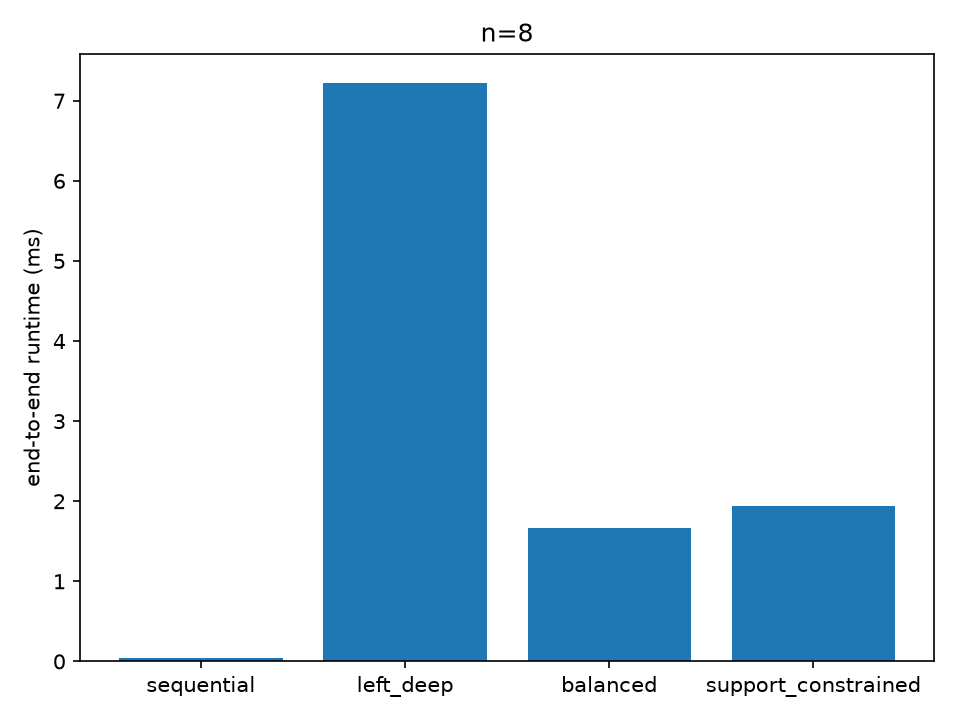 n=8
end-to-end runtime (ms)
7
6
5
4
3
2
1
0
sequential left_deep balanced support_constrained